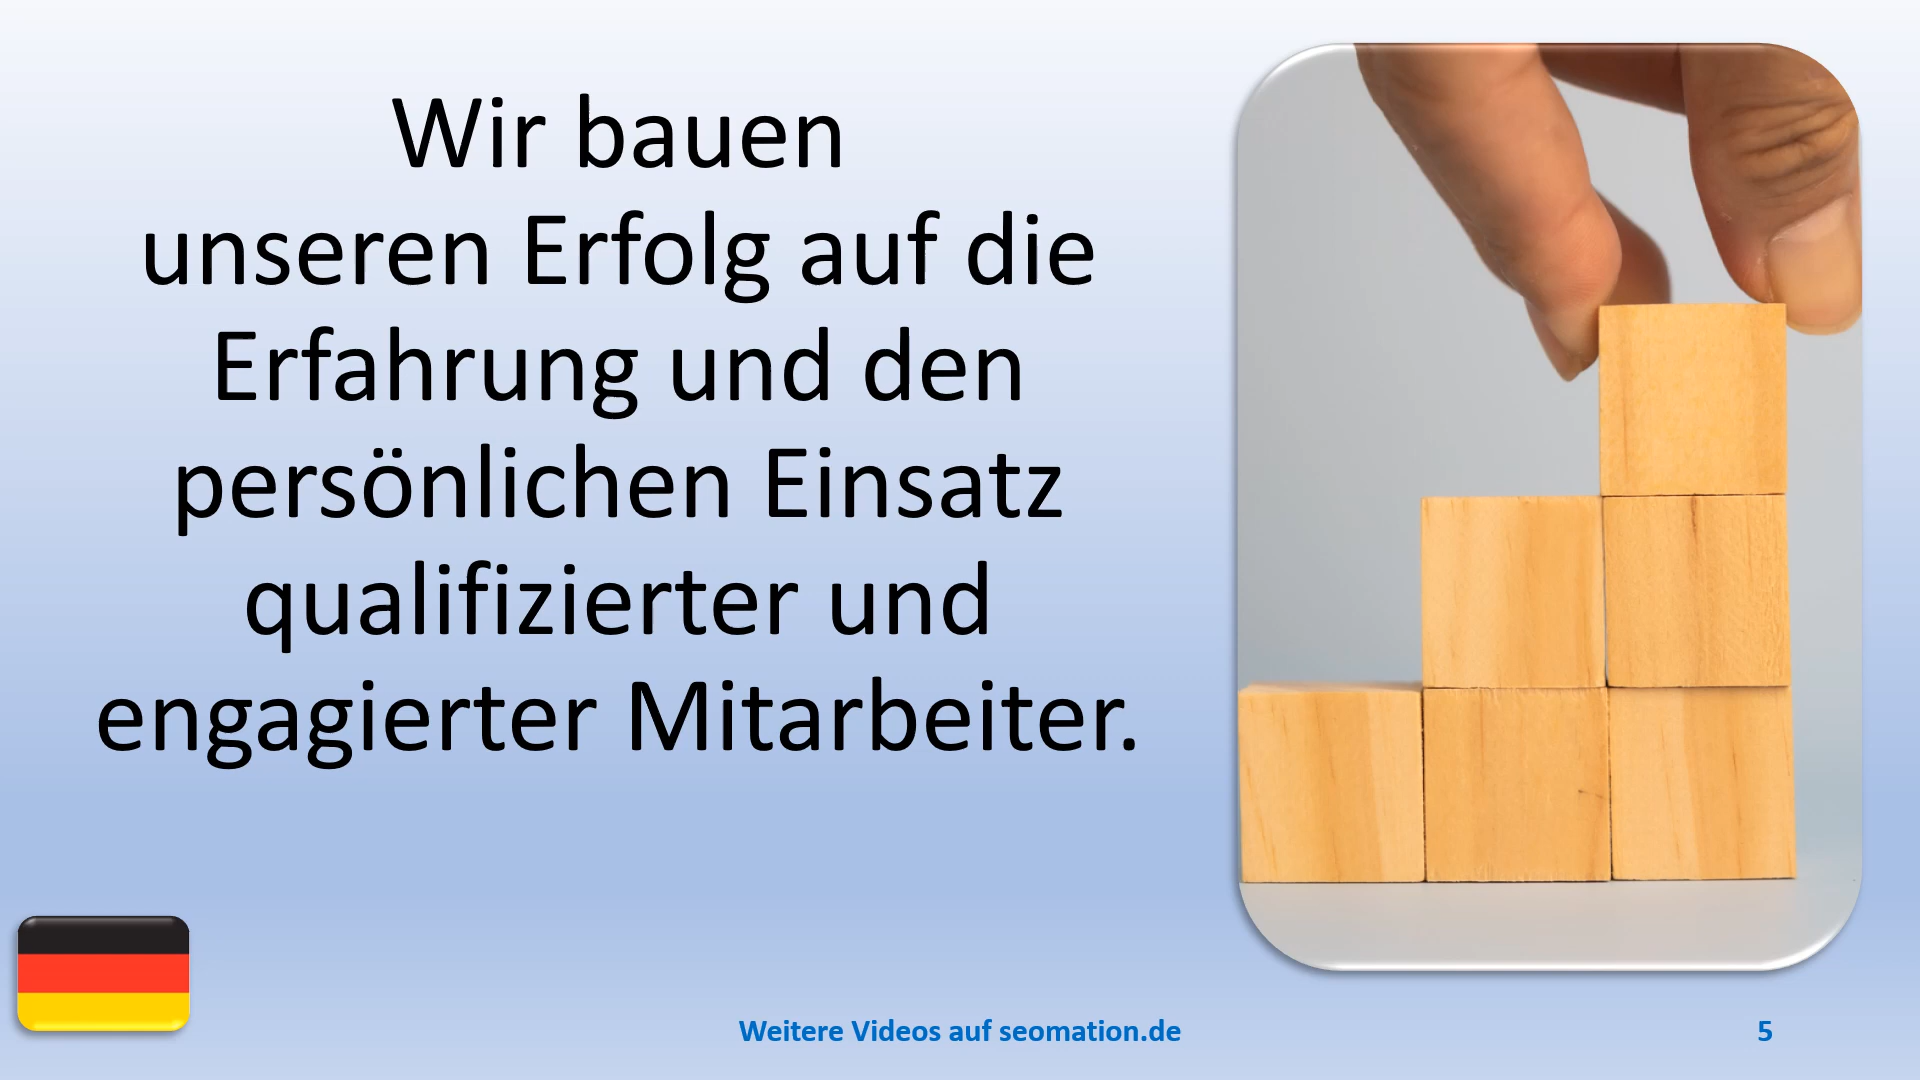 Wir bauen
unseren Erfolg auf die
Erfahrung und den
persönlichen Einsatz
qualifizierter und
engagierter Mitarbeiter.
Weitere Videos auf seomation.de
5